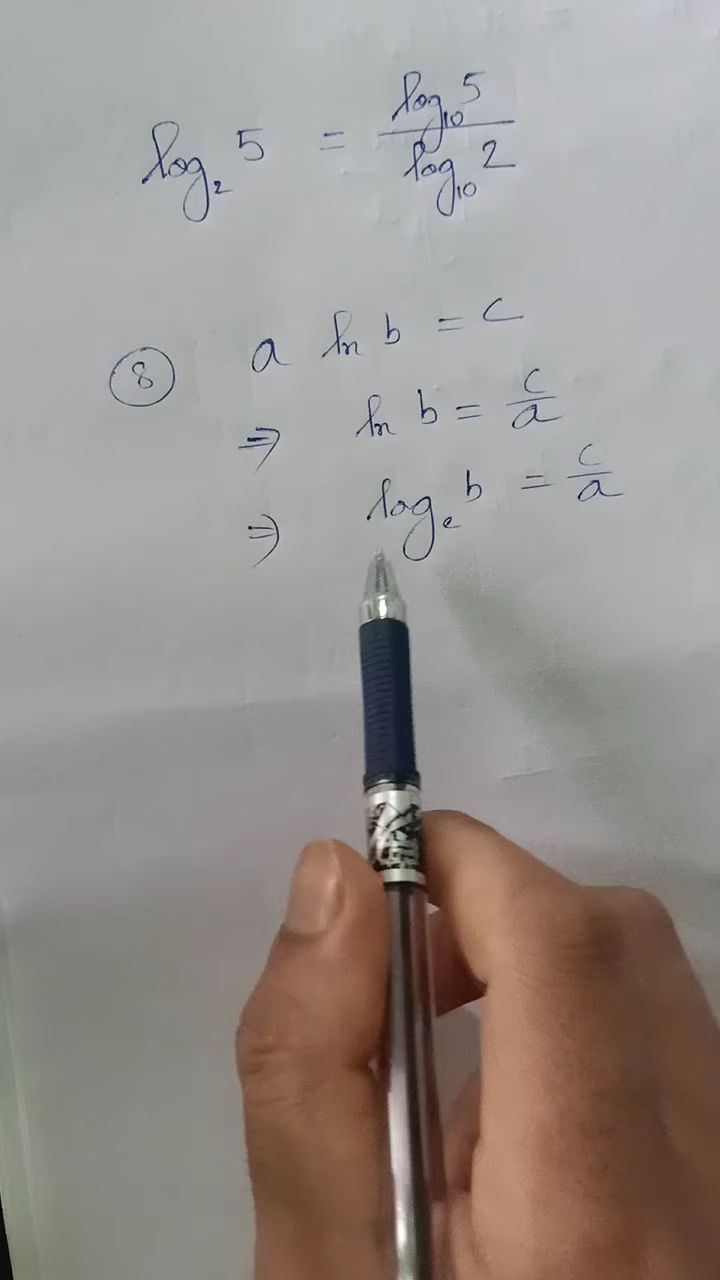 log₂ 5 = log₁₀ 5 / log₁₀ 2
⑧ a ln b = c
⇒ ln b = c/a
⇒ logₑ b = c/a